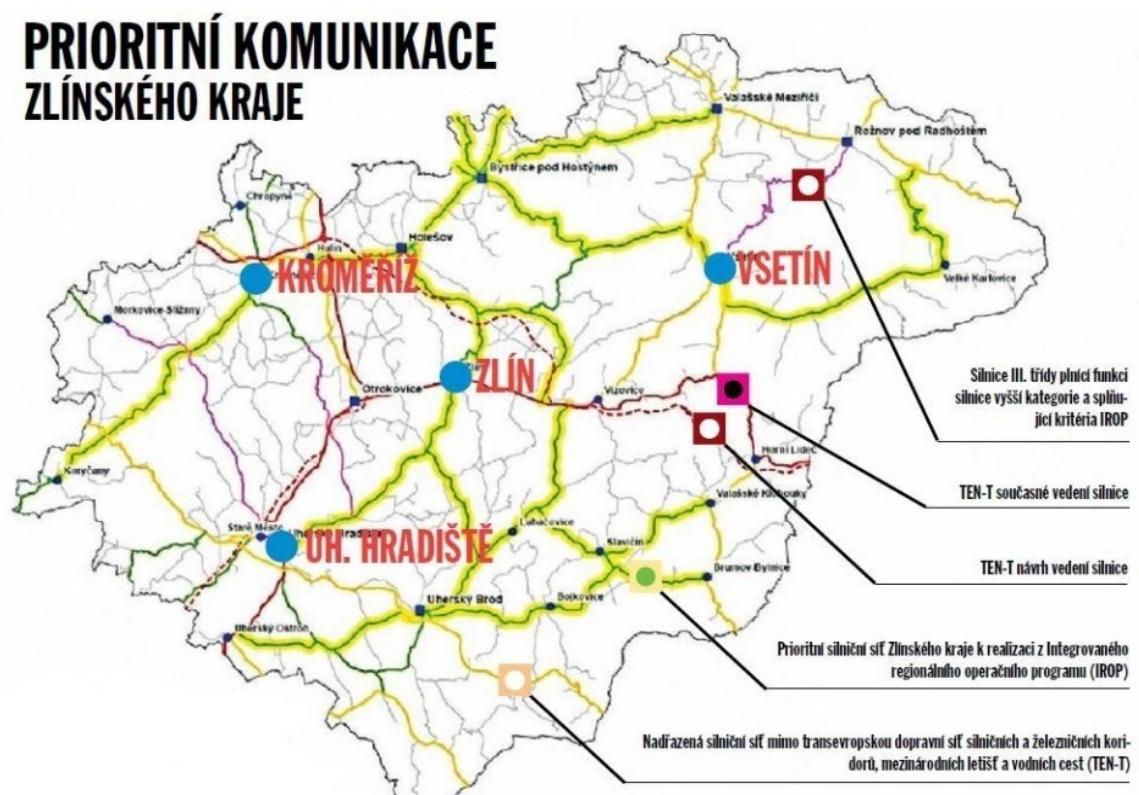 PRIORITNÍ KOMUNIKACE
ZLÍNSKÉHO KRAJE
Valašské Meziříčí
Rožnov pod Radhoštěm
Bystřice pod Hostýnem
Chropyně
Hulín
Holešov
KROMĚŘÍŽ
VSETÍN
Velké Karlovice
Morkovice-Slížany
ZLÍN
Otrokovice
Vizovice
Silnice III. třídy plnící funkci
silnice vyšší kategorie a splňu-
jící kritéria IROP
Horní Lideč
Koryčany
Valašské Klobouky
TEN-T současné vedení silnice
Staré Město
UH. HRADIŠTĚ
Luhačovice
Slavičín
TEN-T návrh vedení silnice
Brumov-Bylnice
Uherský Brod
Bojkovice
Uherský Ostroh
Prioritní silniční síť Zlínského kraje k realizaci z Integrovaného
regionálního operačního programu (IROP)
Nadřazená silniční síť mimo transevropskou dopravní síť silničních a železničních kori-
dorů, mezinárodních letišť a vodních cest (TEN-T)